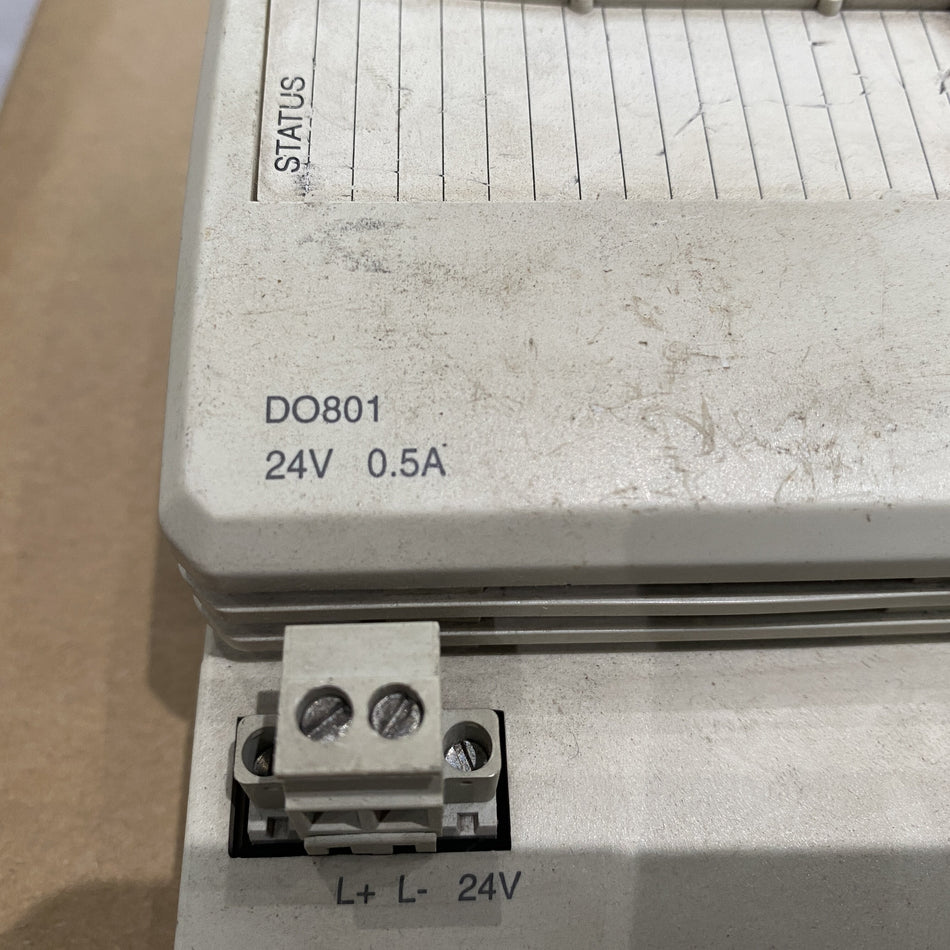 STATUS
DO801
24V 0.5A
L+ L- 24V